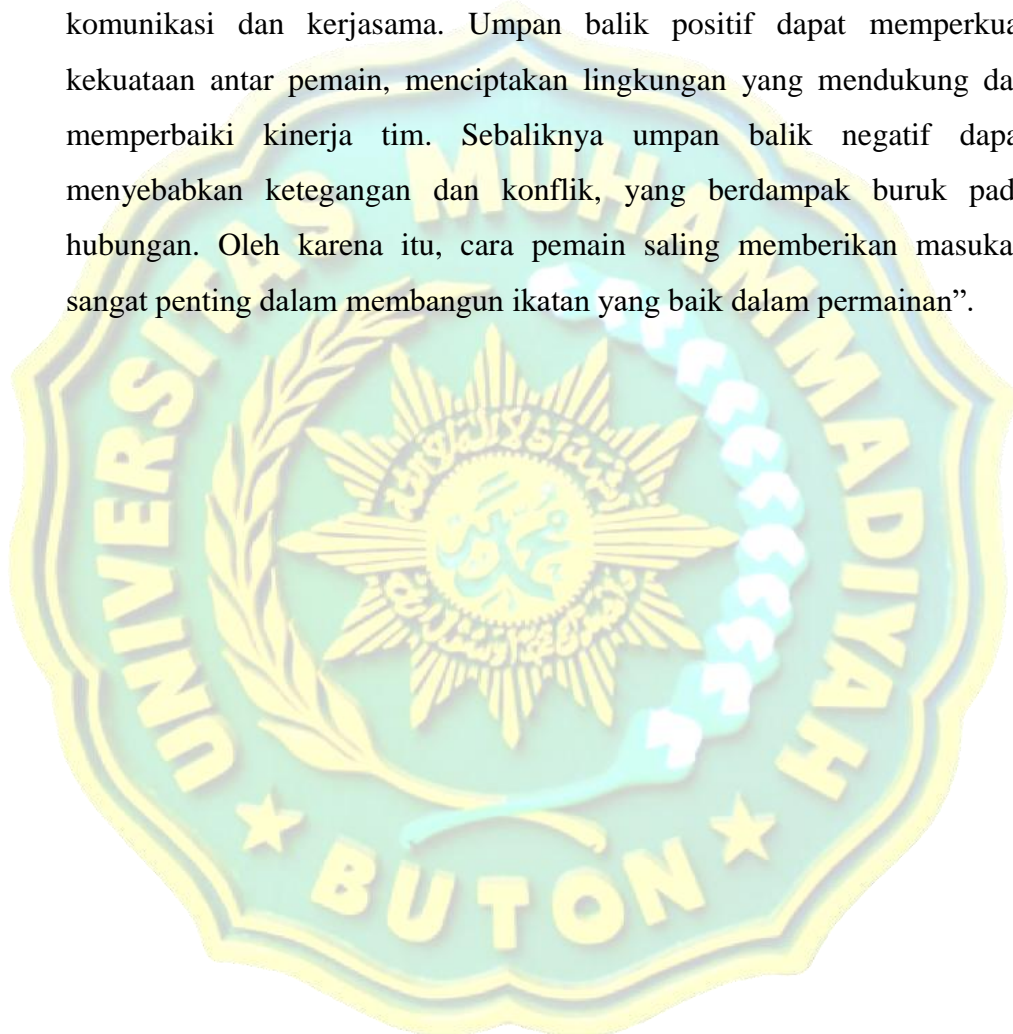 komunikasi dan kerjasama. Umpan balik positif dapat memperkua
kekuataan antar pemain, menciptakan lingkungan yang mendukung da
memperbaiki kinerja tim. Sebaliknya umpan balik negatif dapa
menyebabkan ketegangan dan konflik, yang berdampak buruk pad
hubungan. Oleh karena itu, cara pemain saling memberikan masuka
sangat penting dalam membangun ikatan yang baik dalam permainan”.
UNIVERSITAS MUHAMMADIYAH
BUTON
محمدية